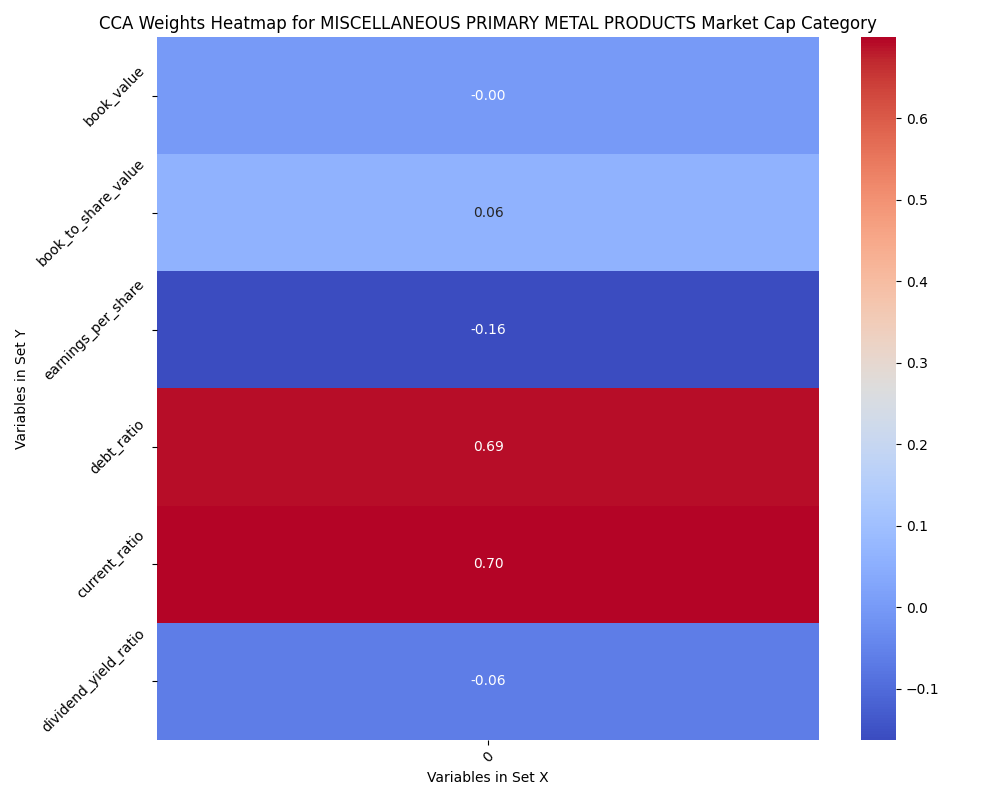 CCA Weights Heatmap for MISCELLANEOUS PRIMARY METAL PRODUCTS Market Cap Category
Variables in Set Y
book_value
-0.00
book_to_share_value
0.06
earnings_per_share
-0.16
debt_ratio
0.69
current_ratio
0.70
dividend_yield_ratio
-0.06
0
Variables in Set X
0.6
0.5
0.4
0.3
0.2
0.1
0.0
−0.1